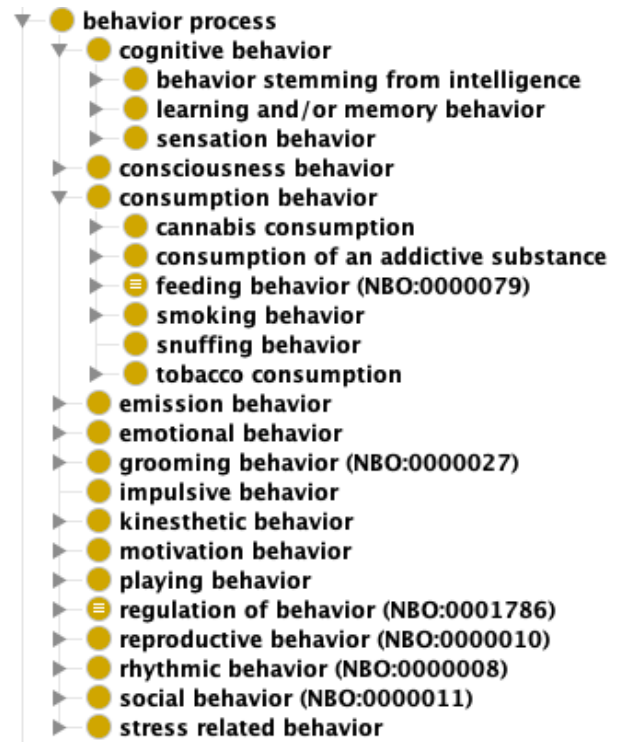 behavior process
cognitive behavior
behavior stemming from intelligence
learning and/or memory behavior
sensation behavior
consciousness behavior
consumption behavior
cannabis consumption
consumption of an addictive substance
feeding behavior (NBO:0000079)
smoking behavior
snuffing behavior
tobacco consumption
emission behavior
emotional behavior
grooming behavior (NBO:0000027)
impulsive behavior
kinesthetic behavior
motivation behavior
playing behavior
regulation of behavior (NBO:0001786)
reproductive behavior (NBO:0000010)
rhythmic behavior (NBO:0000008)
social behavior (NBO:0000011)
stress related behavior